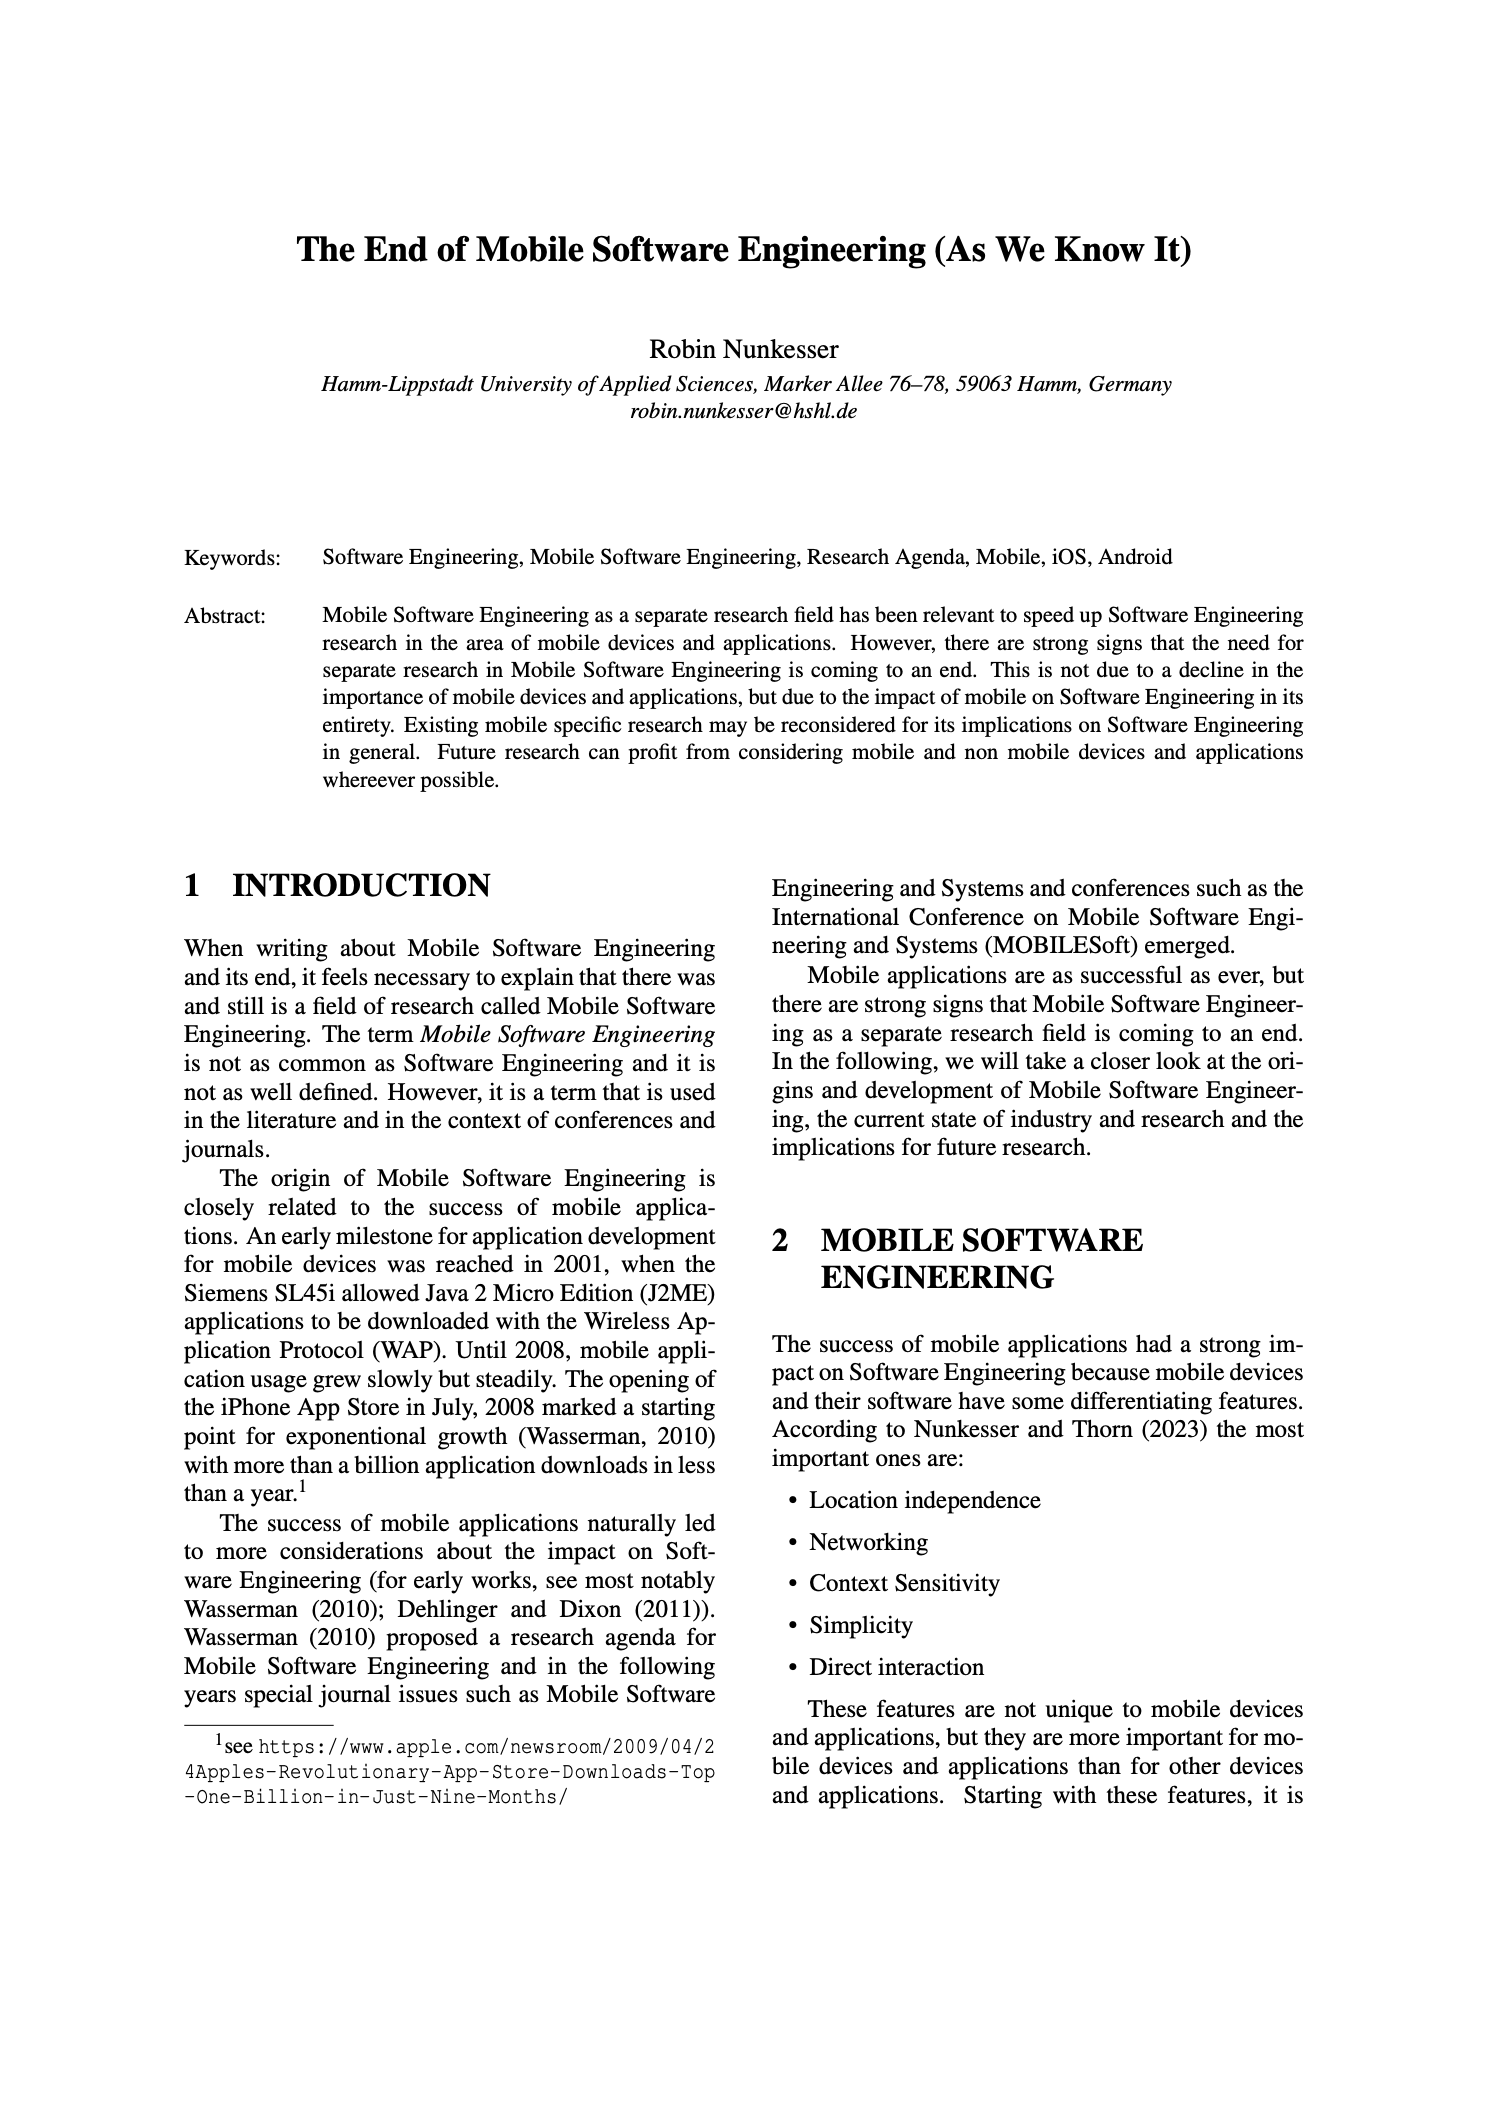 The End of Mobile Software Engineering (As We Know It)
Robin Nunkesser
Hamm-Lippstadt University of Applied Sciences, Marker Allee 76–78, 59063 Hamm, Germany
robin.nunkesser@hshl.de
Keywords: Software Engineering, Mobile Software Engineering, Research Agenda, Mobile, iOS, Android
Abstract: Mobile Software Engineering as a separate research field has been relevant to speed up Software Engineering
research in the area of mobile devices and applications. However, there are strong signs that the need for
separate research in Mobile Software Engineering is coming to an end. This is not due to a decline in the
importance of mobile devices and applications, but due to the impact of mobile on Software Engineering in its
entirety. Existing mobile specific research may be reconsidered for its implications on Software Engineering
in general. Future research can profit from considering mobile and non mobile devices and applications
whereever possible.
1 INTRODUCTION
When writing about Mobile Software Engineering
and its end, it feels necessary to explain that there was
and still is a field of research called Mobile Software
Engineering. The term Mobile Software Engineering
is not as common as Software Engineering and it is
not as well defined. However, it is a term that is used
in the literature and in the context of conferences and
journals.
The origin of Mobile Software Engineering is
closely related to the success of mobile applica-
tions. An early milestone for application development
for mobile devices was reached in 2001, when the
Siemens SL45i allowed Java 2 Micro Edition (J2ME)
applications to be downloaded with the Wireless Ap-
plication Protocol (WAP). Until 2008, mobile appli-
cation usage grew slowly but steadily. The opening of
the iPhone App Store in July, 2008 marked a starting
point for exponential growth (Wasserman, 2010)
with more than a billion application downloads in less
than a year.1
The success of mobile applications naturally led
to more considerations about the impact on Soft-
ware Engineering (for early works, see most notably
Wasserman (2010); Dehlinger and Dixon (2011)).
Wasserman (2010) proposed a research agenda for
Mobile Software Engineering and in the following
years special journal issues such as Mobile Software
1see https://www.apple.com/newsroom/2009/04/2
4Apples-Revolutionary-App-Store-Downloads-Top
-One-Billion-in-Just-Nine-Months/
Engineering and Systems and conferences such as the
International Conference on Mobile Software Engi-
neering and Systems (MOBILESoft) emerged.
Mobile applications are as successful as ever, but
there are strong signs that Mobile Software Engineer-
ing as a separate research field is coming to an end.
In the following, we will take a closer look at the ori-
gins and development of Mobile Software Engineer-
ing, the current state of industry and research and the
implications for future research.
2 MOBILE SOFTWARE
ENGINEERING
The success of mobile applications had a strong im-
pact on Software Engineering because mobile devices
and their software have some differentiating features.
According to Nunkesser and Thorn (2023) the most
important ones are:
• Location independence
• Networking
• Context Sensitivity
• Simplicity
• Direct interaction
These features are not unique to mobile devices
and applications, but they are more important for mo-
bile devices and applications than for other devices
and applications. Starting with these features, it is